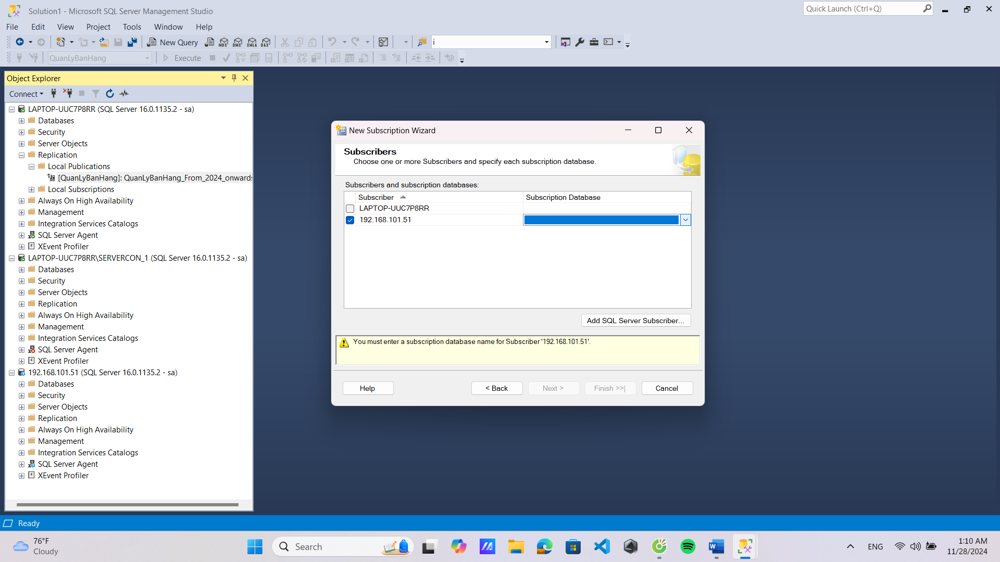 Solution1 - Microsoft SQL Server Management Studio
Quick Launch (Ctrl+Q)
File Edit View Project Tools Window Help
New Query MDX DMX XMLA DAX i
QuanLyBanHang Execute
Object Explorer
Connect
LAPTOP-UUC7P8RR (SQL Server 16.0.1135.2 - sa)
Databases
Security
Server Objects
Replication
Local Publications
[QuanLyBanHang]: QuanLyBanHang_From_2024_onwards
Local Subscriptions
Always On High Availability
Management
Integration Services Catalogs
SQL Server Agent
XEvent Profiler
LAPTOP-UUC7P8RR\SERVERCON_1 (SQL Server 16.0.1135.2 - sa)
Databases
Security
Server Objects
Replication
Always On High Availability
Management
Integration Services Catalogs
SQL Server Agent
XEvent Profiler
192.168.101.51 (SQL Server 16.0.1135.2 - sa)
Databases
Security
Server Objects
Replication
Always On High Availability
Management
Integration Services Catalogs
SQL Server Agent
XEvent Profiler
New Subscription Wizard
Subscribers
Choose one or more Subscribers and specify each subscription database.
Subscribers and subscription databases:
Subscriber Subscription Database
LAPTOP-UUC7P8RR
192.168.101.51
Add SQL Server Subscriber...
You must enter a subscription database name for Subscriber '192.168.101.51'.
Help < Back Next > Finish >>| Cancel
Ready
76°F
Cloudy
Search
ENG
1:10 AM
11/28/2024